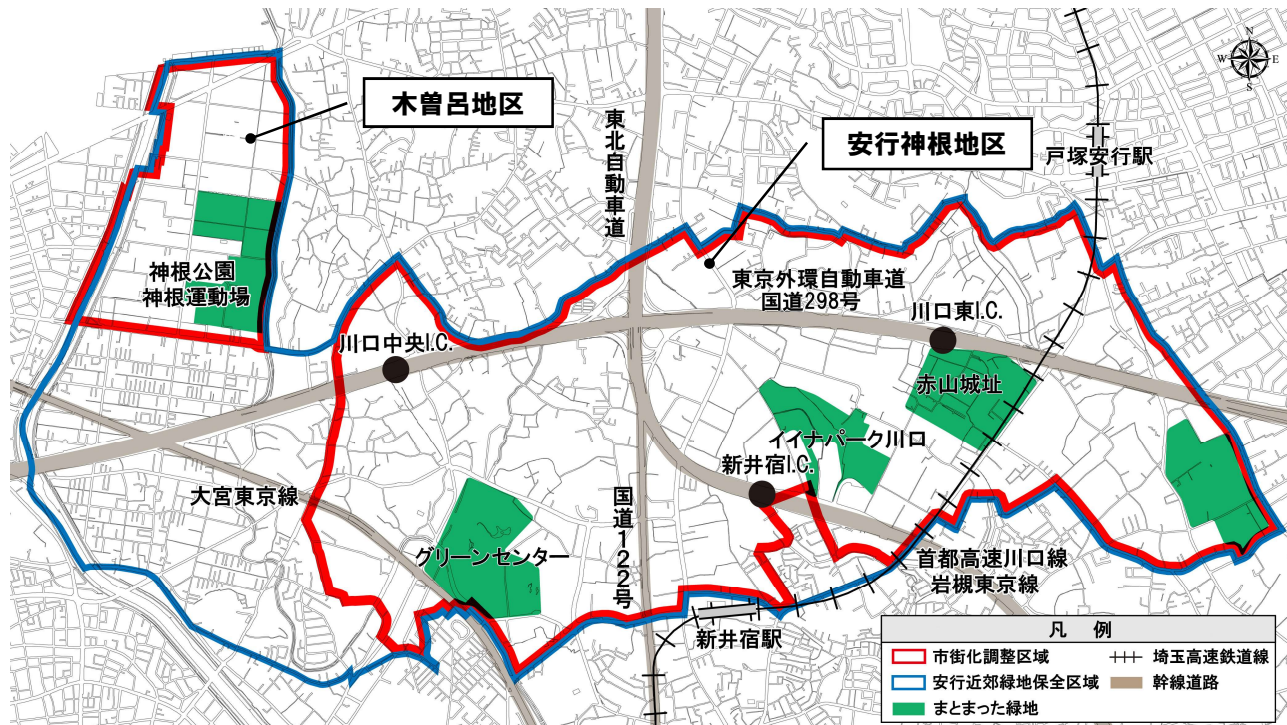 N
W
E
S
木曽呂地区
東北自動車道
安行神根地区
戸塚安行駅
神根公園
神根運動場
東京外環自動車道
国道298号
川口中央I.C.
川口東I.C.
赤山城址
イイナパーク川口
新井宿I.C.
大宮東京線
グリーンセンター
国道122号
首都高速川口線
岩槻東京線
新井宿駅
凡 例
市街化調整区域
埼玉高速鉄道線
安行近郊緑地保全区域
幹線道路
まとまった緑地